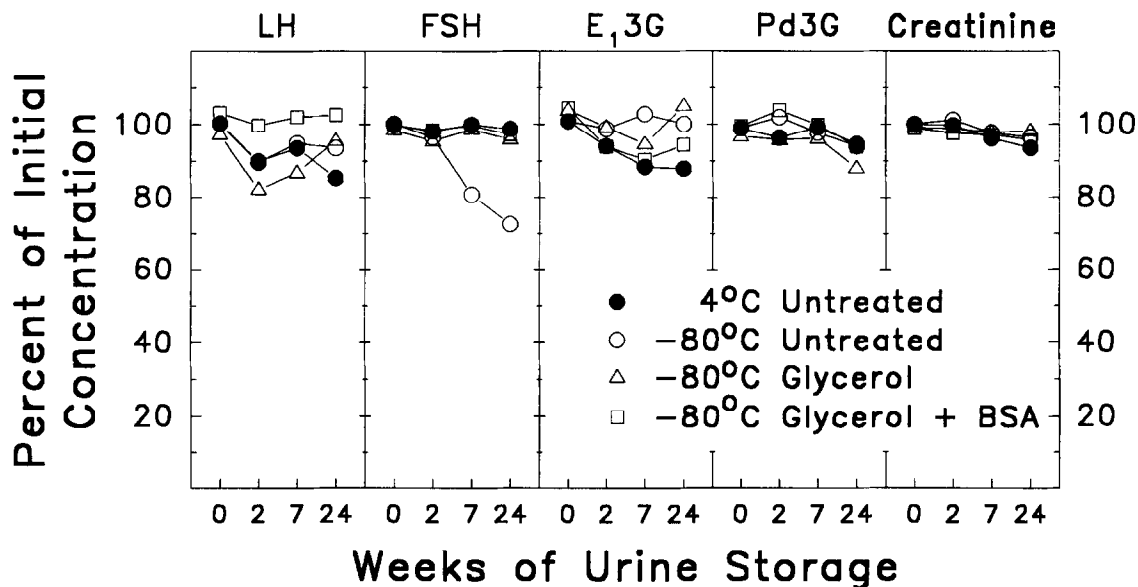 LH FSH E₁3G Pd3G Creatinine
100 100
80 80
60 60
40 40
20 20
Percent of Initial
Concentration
4°C Untreated
−80°C Untreated
−80°C Glycerol
−80°C Glycerol + BSA
0 2 7 24 0 2 7 24 0 2 7 24 0 2 7 24 0 2 7 24
Weeks of Urine Storage